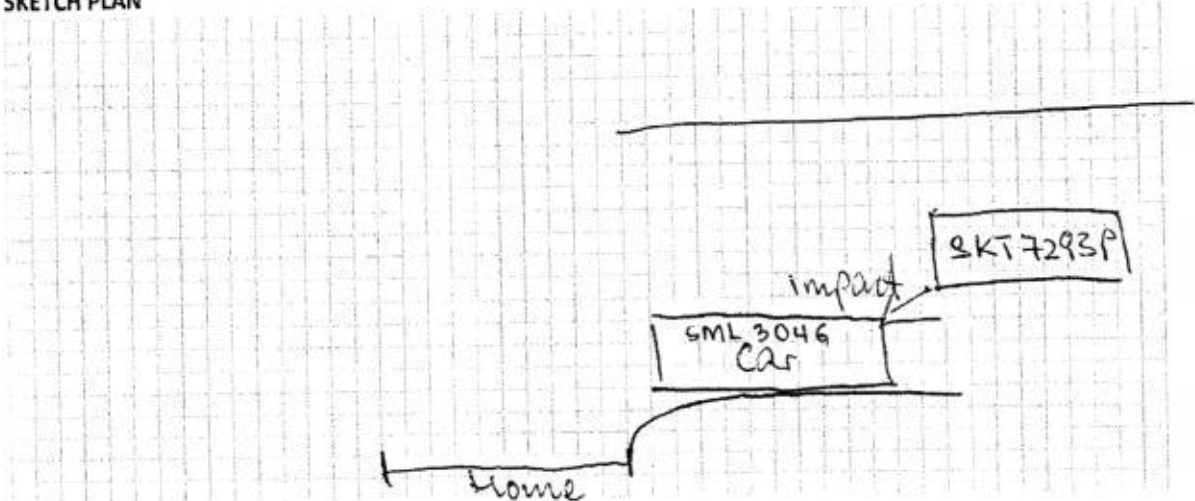 SKETCH PLAN
SKT7293P
impact
SML 3046
Car
Home